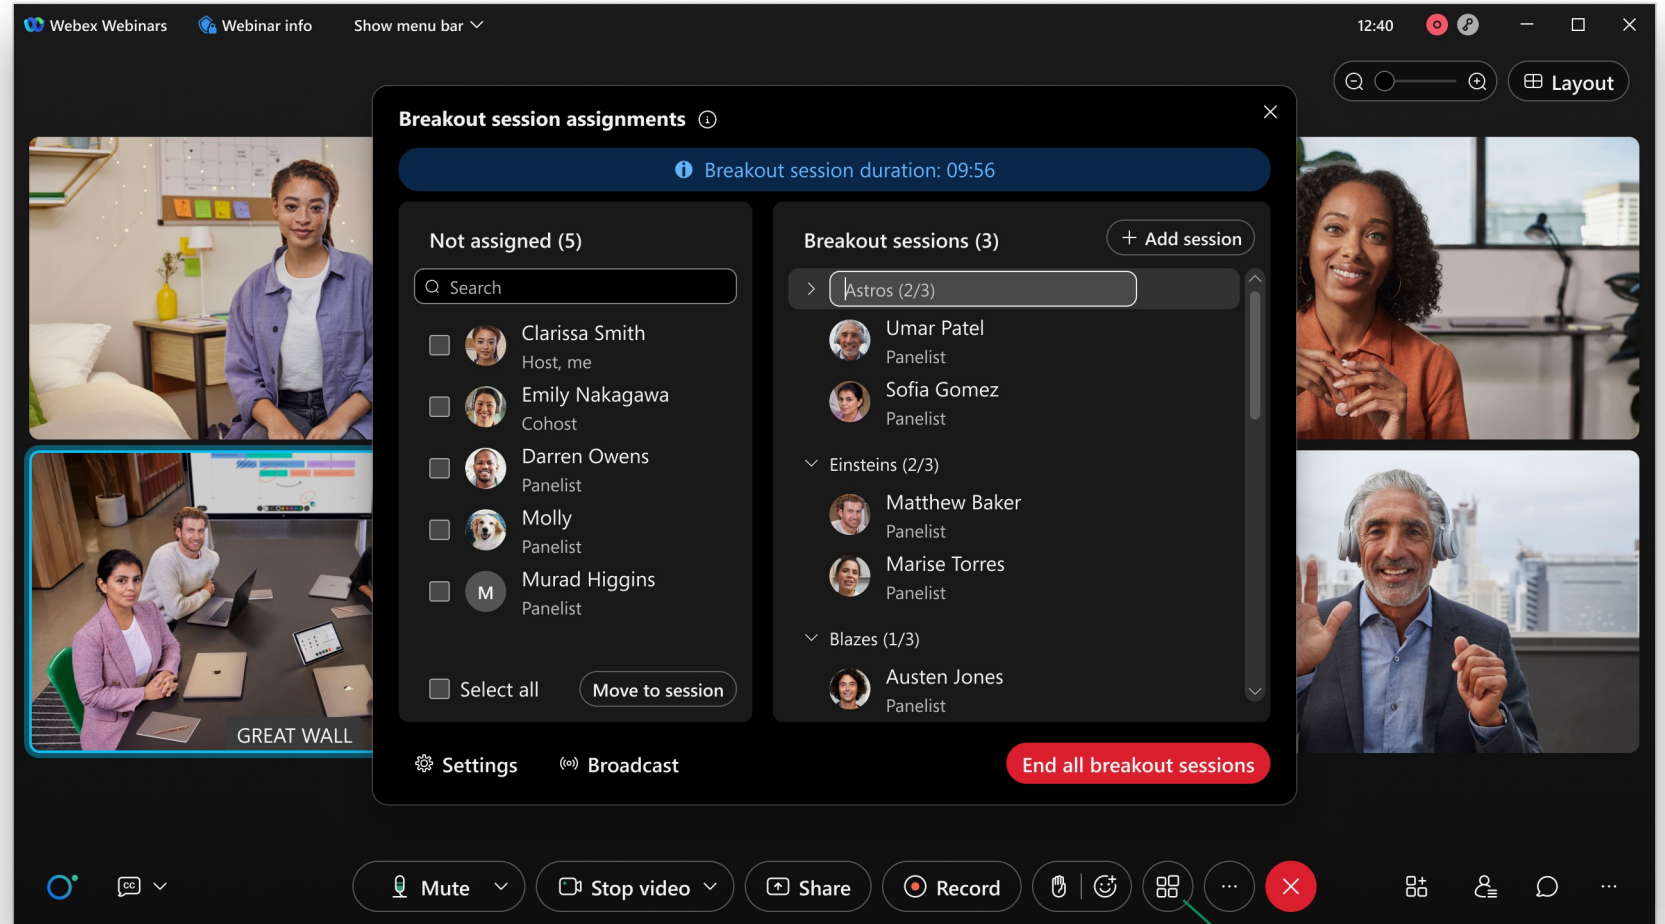 Webex Webinars
Webinar info
Show menu bar
12:40
Layout
Breakout session assignments
Breakout session duration: 09:56
Not assigned (5)
Search
Clarissa Smith
Host, me
Emily Nakagawa
Cohost
Darren Owens
Panelist
Molly
Panelist
M
Murad Higgins
Panelist
Select all
Move to session
Breakout sessions (3)
+ Add session
Astros (2/3)
Umar Patel
Panelist
Sofia Gomez
Panelist
Einsteins (2/3)
Matthew Baker
Panelist
Marise Torres
Panelist
Blazes (1/3)
Austen Jones
Panelist
GREAT WALL
Settings
Broadcast
End all breakout sessions
CC
Mute
Stop video
Share
Record